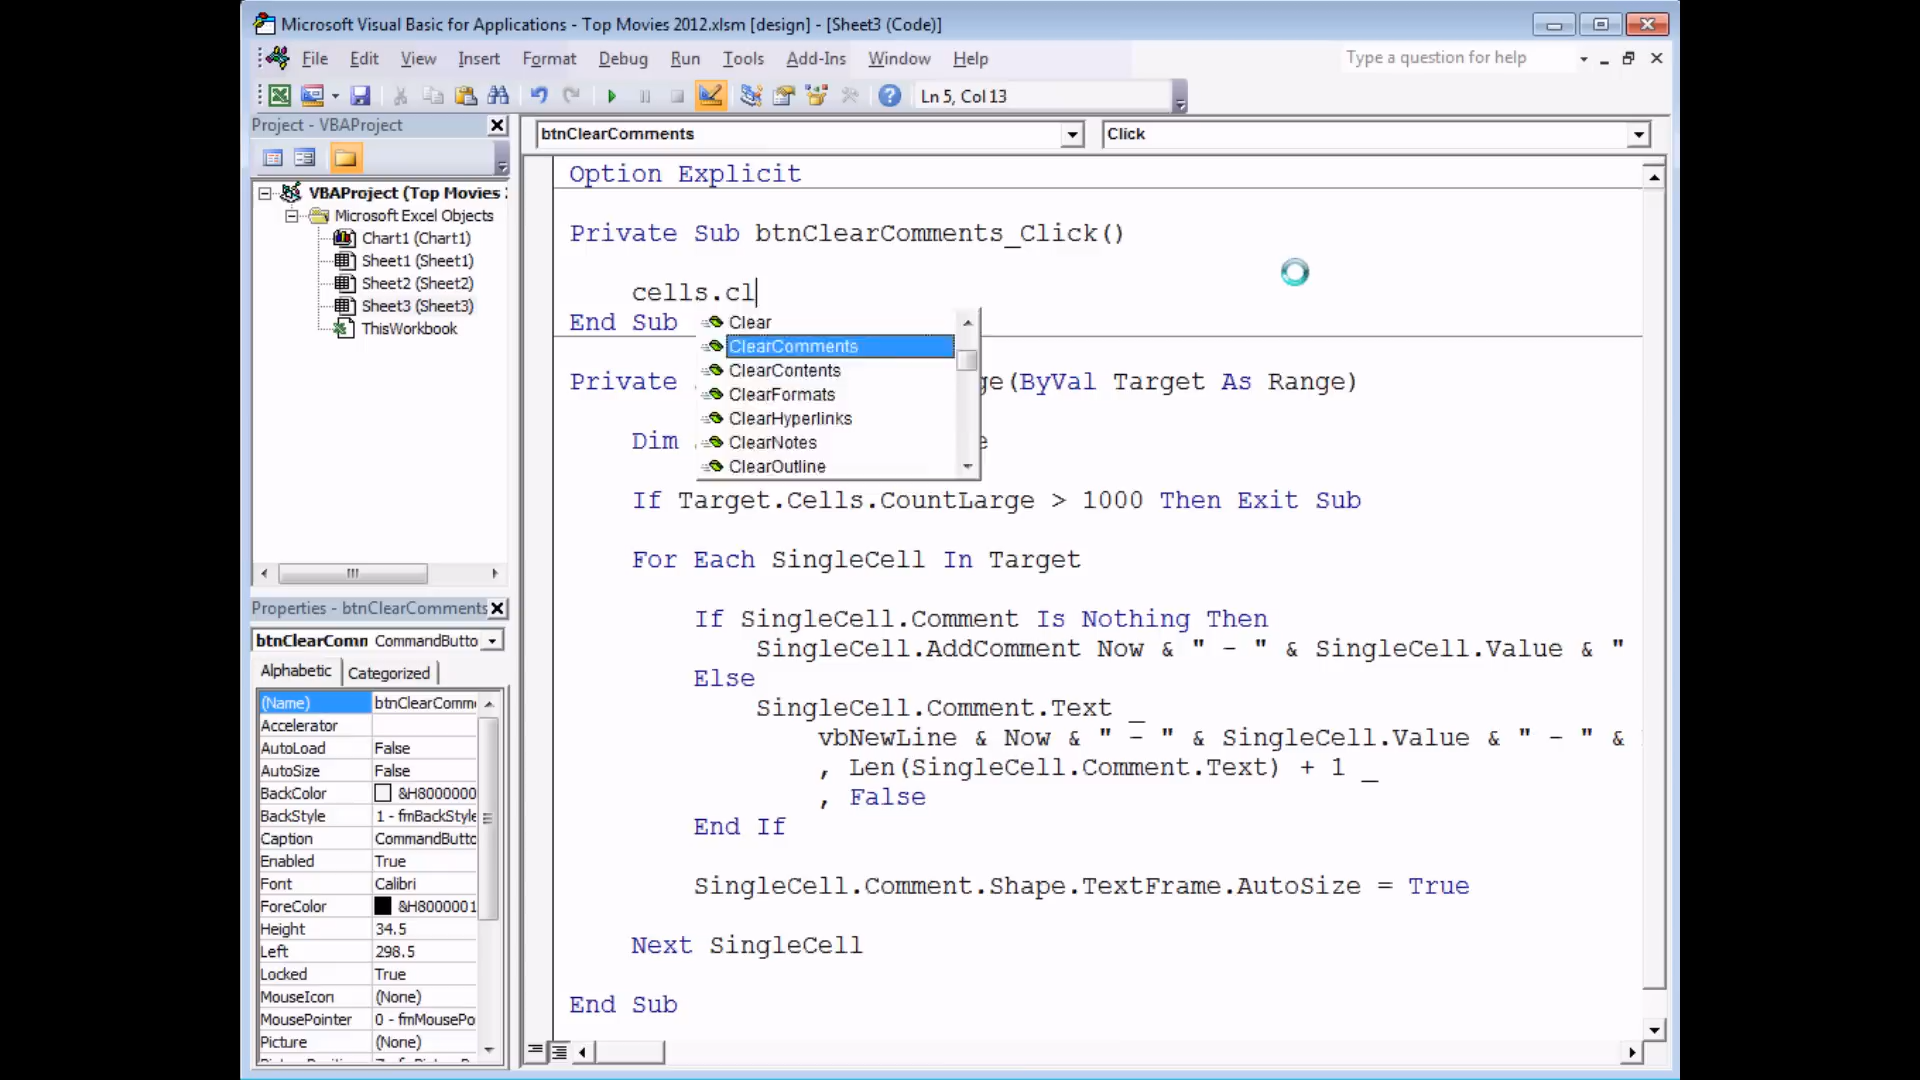 Microsoft Visual Basic for Applications - Top Movies 2012.xlsm [design] - [Sheet3 (Code)]
File Edit View Insert Format Debug Run Tools Add-Ins Window Help
Type a question for help
Ln 5, Col 13
Project - VBAProject
VBAProject (Top Movies
Microsoft Excel Objects
Chart1 (Chart1)
Sheet1 (Sheet1)
Sheet2 (Sheet2)
Sheet3 (Sheet3)
ThisWorkbook
Properties - btnClearComments
btnClearComm CommandButto
Alphabetic Categorized
(Name) btnClearComm
Accelerator
AutoLoad False
AutoSize False
BackColor &H8000000
BackStyle 1 - fmBackStyle
Caption CommandButto
Enabled True
Font Calibri
ForeColor &H8000001
Height 34.5
Left 298.5
Locked True
MouseIcon (None)
MousePointer 0 - fmMousePo
Picture (None)
btnClearComments Click
Option Explicit
Private Sub btnClearComments_Click()
cells.cl
End Sub
Clear
ClearComments
ClearContents
ClearFormats
ClearHyperlinks
ClearNotes
ClearOutline
Private ge(ByVal Target As Range)
Dim e
If Target.Cells.CountLarge > 1000 Then Exit Sub
For Each SingleCell In Target
If SingleCell.Comment Is Nothing Then
SingleCell.AddComment Now & " - " & SingleCell.Value & "
Else
SingleCell.Comment.Text _
vbNewLine & Now & " - " & SingleCell.Value & " - " &
, Len(SingleCell.Comment.Text) + 1 _
, False
End If
SingleCell.Comment.Shape.TextFrame.AutoSize = True
Next SingleCell
End Sub